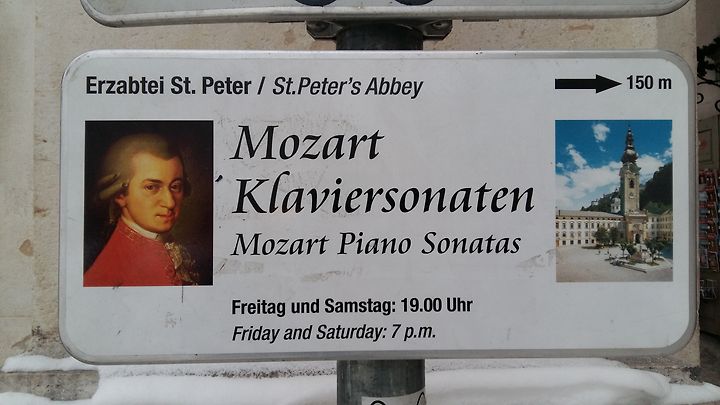 Erzabtei St. Peter / St.Peter's Abbey
150 m
Mozart
Klaviersonaten
Mozart Piano Sonatas
Freitag und Samstag: 19.00 Uhr
Friday and Saturday: 7 p.m.